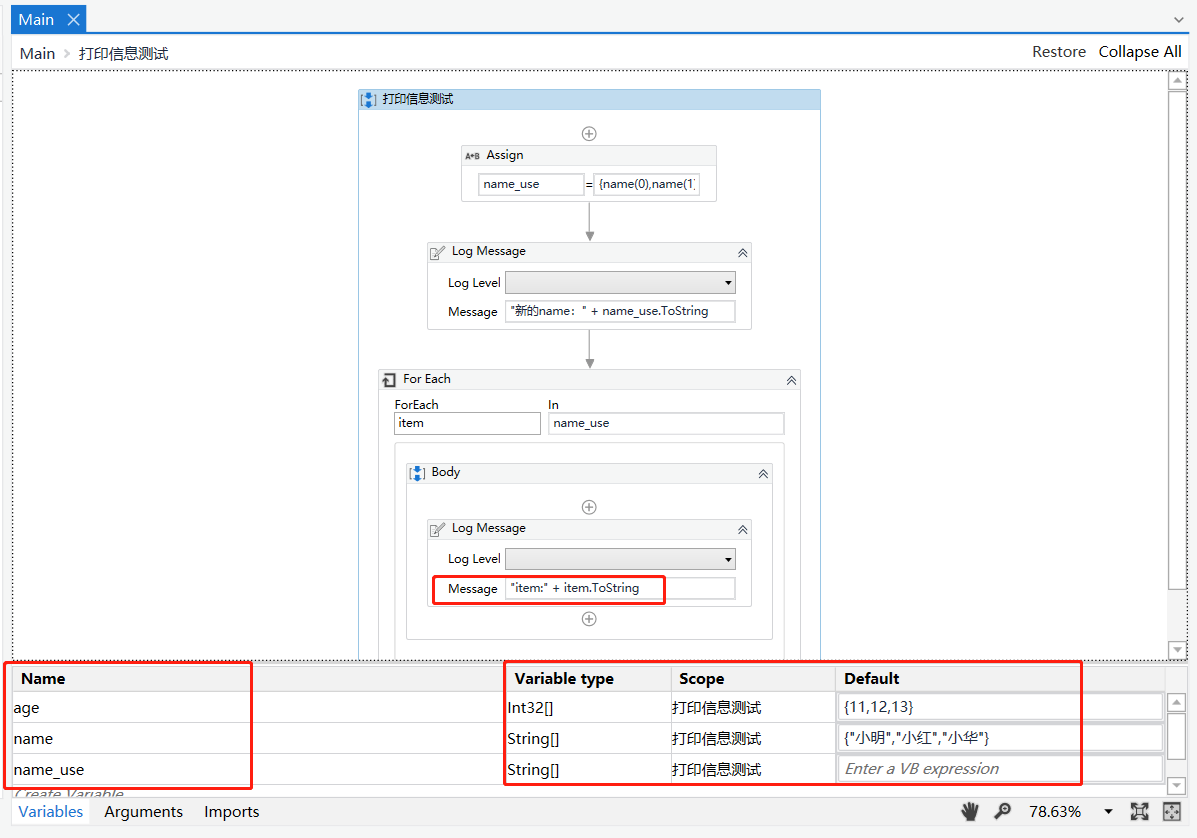 Main
Main > 打印信息测试
Restore Collapse All
打印信息测试
A+B Assign
name_use = {name(0),name(1)
Log Message
Log Level
Message "新的name：" + name_use.ToString
For Each
ForEach In
item name_use
Body
Log Message
Log Level
Message "item:" + item.ToString
Name Variable type Scope Default
age Int32[] 打印信息测试 {11,12,13}
name String[] 打印信息测试 {"小明","小红","小华"}
name_use String[] 打印信息测试 Enter a VB expression
Create Variable
Variables Arguments Imports 78.63%